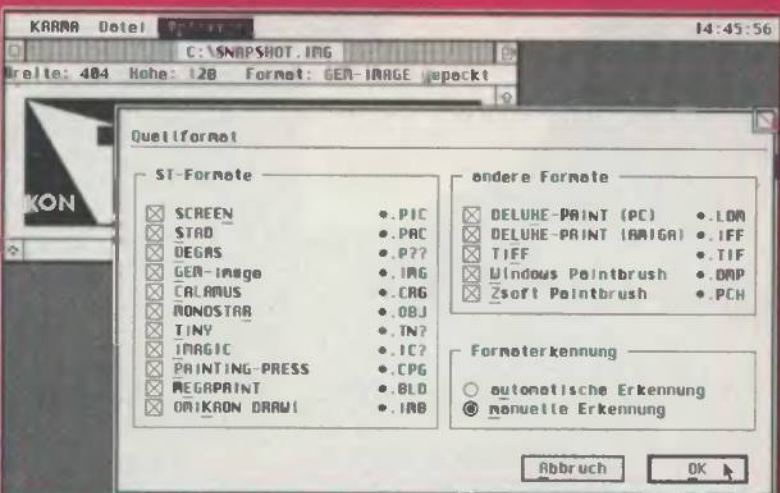 KARMA Datei
14:45:56
C:\SNAPSHOT.IMG
Breite: 484 Hohe: 128 Format: GEM-IMAGE gepackt
KON
Quellformat
ST-Formate
SCREEN *.PIC
STAD *.PAC
DEGAS *.P??
GEM-Image *.IMG
CALAMUS *.CRG
MONOSTAR *.OBJ
TINY *.TN?
IMAGIC *.IC?
PAINTING-PRESS *.CPG
MEGAPAINT *.BLD
OMIKRON DRAW! *.IMB
andere Formate
DELUXE-PAINT (PC) *.LBM
DELUXE-PAINT (AMIGA) *.IFF
TIFF *.TIF
Windows Paintbrush *.BMP
Zsoft Paintbrush *.PCX
Formaterkennung
automatische Erkennung
manuelle Erkennung
Abbruch
OK